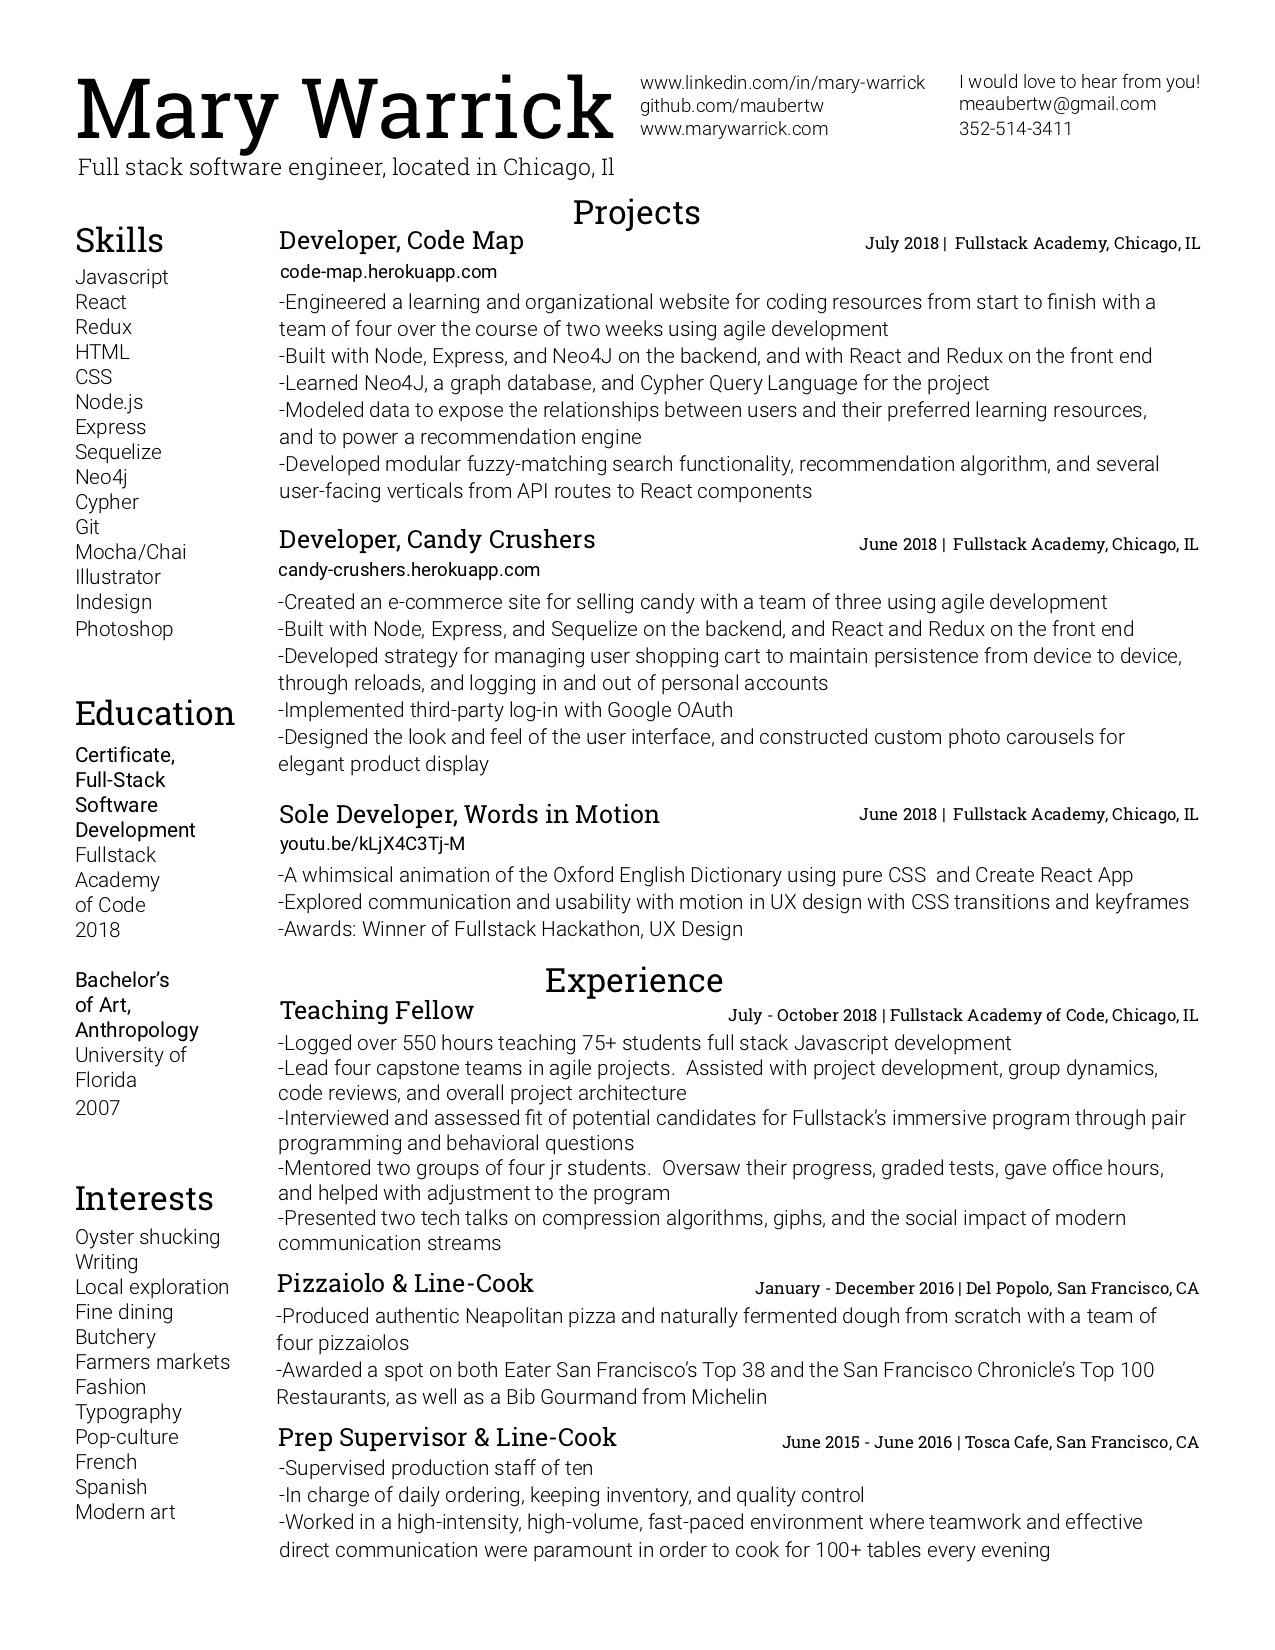 Mary Warrick
Full stack software engineer, located in Chicago, Il
www.linkedin.com/in/mary-warrick
github.com/maubertw
www.marywarrick.com
I would love to hear from you!
meaubertw@gmail.com
352-514-3411
Skills
Javascript
React
Redux
HTML
CSS
Node.js
Express
Sequelize
Neo4j
Cypher
Git
Mocha/Chai
Illustrator
Indesign
Photoshop
Education
Certificate,
Full-Stack
Software
Development
Fullstack
Academy
of Code
2018
Bachelor’s
of Art,
Anthropology
University of
Florida
2007
Interests
Oyster shucking
Writing
Local exploration
Fine dining
Butchery
Farmers markets
Fashion
Typography
Pop-culture
French
Spanish
Modern art
Projects
Developer, Code Map
July 2018 |  Fullstack Academy, Chicago, IL
code-map.herokuapp.com
-Engineered a learning and organizational website for coding resources from start to finish with a
team of four over the course of two weeks using agile development
-Built with Node, Express, and Neo4J on the backend, and with React and Redux on the front end
-Learned Neo4J, a graph database, and Cypher Query Language for the project
-Modeled data to expose the relationships between users and their preferred learning resources,
and to power a recommendation engine
-Developed modular fuzzy-matching search functionality, recommendation algorithm, and several
user-facing verticals from API routes to React components
Developer, Candy Crushers
June 2018 |  Fullstack Academy, Chicago, IL
candy-crushers.herokuapp.com
-Created an e-commerce site for selling candy with a team of three using agile development
-Built with Node, Express, and Sequelize on the backend, and React and Redux on the front end
-Developed strategy for managing user shopping cart to maintain persistence from device to device,
through reloads, and logging in and out of personal accounts
-Implemented third-party log-in with Google OAuth
-Designed the look and feel of the user interface, and constructed custom photo carousels for
elegant product display
Sole Developer, Words in Motion
June 2018 |  Fullstack Academy, Chicago, IL
youtu.be/kLjX4C3Tj-M
-A whimsical animation of the Oxford English Dictionary using pure CSS  and Create React App
-Explored communication and usability with motion in UX design with CSS transitions and keyframes
-Awards: Winner of Fullstack Hackathon, UX Design
Experience
Teaching Fellow
July - October 2018 | Fullstack Academy of Code, Chicago, IL
-Logged over 550 hours teaching 75+ students full stack Javascript development
-Lead four capstone teams in agile projects.  Assisted with project development, group dynamics,
code reviews, and overall project architecture
-Interviewed and assessed fit of potential candidates for Fullstack’s immersive program through pair
programming and behavioral questions
-Mentored two groups of four jr students.  Oversaw their progress, graded tests, gave office hours,
and helped with adjustment to the program
-Presented two tech talks on compression algorithms, giphs, and the social impact of modern
communication streams
Pizzaiolo & Line-Cook
January - December 2016 | Del Popolo, San Francisco, CA
-Produced authentic Neapolitan pizza and naturally fermented dough from scratch with a team of
four pizzaiolos
-Awarded a spot on both Eater San Francisco’s Top 38 and the San Francisco Chronicle’s Top 100
Restaurants, as well as a Bib Gourmand from Michelin
Prep Supervisor & Line-Cook
June 2015 - June 2016 | Tosca Cafe, San Francisco, CA
-Supervised production staff of ten
-In charge of daily ordering, keeping inventory, and quality control
-Worked in a high-intensity, high-volume, fast-paced environment where teamwork and effective
direct communication were paramount in order to cook for 100+ tables every evening